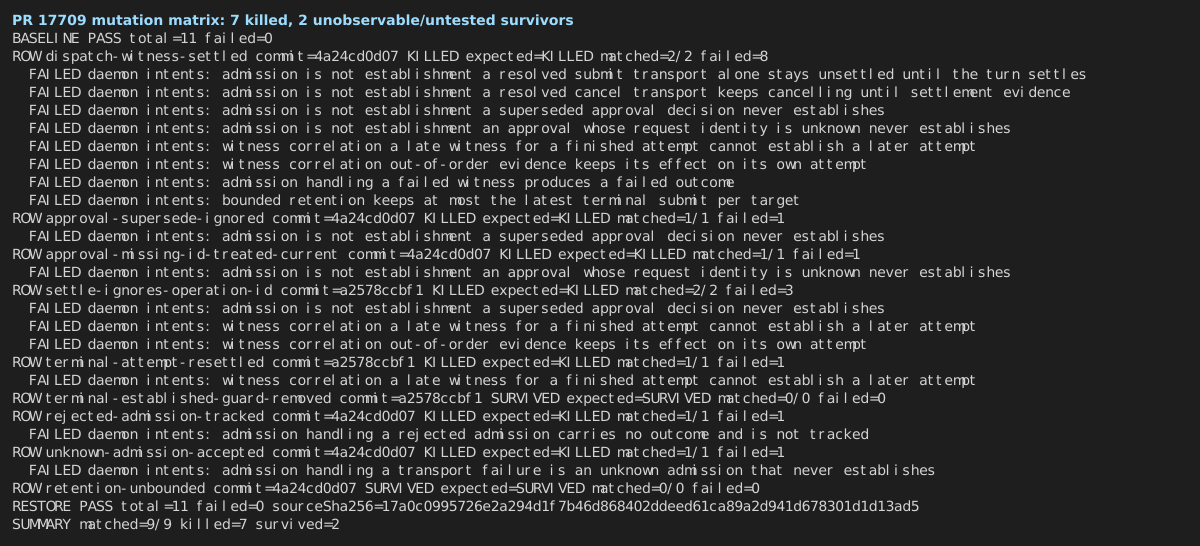 PR 17709 mutation matrix: 7 killed, 2 unobservable/untested survivors
BASELINE PASS total=11 failed=0
ROW dispatch-witness-settled commit=4a24cd0d07 KILLED expected=KILLED matched=2/2 failed=8
FAILED daemon intents: admission is not establishment a resolved submit transport alone stays unsettled until the turn settles
FAILED daemon intents: admission is not establishment a resolved cancel transport keeps cancelling until settlement evidence
FAILED daemon intents: admission is not establishment a superseded approval decision never establishes
FAILED daemon intents: admission is not establishment an approval whose request identity is unknown never establishes
FAILED daemon intents: witness correlation a late witness for a finished attempt cannot establish a later attempt
FAILED daemon intents: witness correlation out-of-order evidence keeps its effect on its own attempt
FAILED daemon intents: admission handling a failed witness produces a failed outcome
FAILED daemon intents: bounded retention keeps at most the latest terminal submit per target
ROW approval-supersede-ignored commit=4a24cd0d07 KILLED expected=KILLED matched=1/1 failed=1
FAILED daemon intents: admission is not establishment a superseded approval decision never establishes
ROW approval-missing-id-treated-current commit=4a24cd0d07 KILLED expected=KILLED matched=1/1 failed=1
FAILED daemon intents: admission is not establishment an approval whose request identity is unknown never establishes
ROW settle-ignores-operation-id commit=a2578ccbf1 KILLED expected=KILLED matched=2/2 failed=3
FAILED daemon intents: admission is not establishment a superseded approval decision never establishes
FAILED daemon intents: witness correlation a late witness for a finished attempt cannot establish a later attempt
FAILED daemon intents: witness correlation out-of-order evidence keeps its effect on its own attempt
ROW terminal-attempt-resettled commit=a2578ccbf1 KILLED expected=KILLED matched=1/1 failed=1
FAILED daemon intents: witness correlation a late witness for a finished attempt cannot establish a later attempt
ROW terminal-established-guard-removed commit=a2578ccbf1 SURVIVED expected=SURVIVED matched=0/0 failed=0
ROW rejected-admission-tracked commit=4a24cd0d07 KILLED expected=KILLED matched=1/1 failed=1
FAILED daemon intents: admission handling a rejected admission carries no outcome and is not tracked
ROW unknown-admission-accepted commit=4a24cd0d07 KILLED expected=KILLED matched=1/1 failed=1
FAILED daemon intents: admission handling a transport failure is an unknown admission that never establishes
ROW retention-unbounded commit=4a24cd0d07 SURVIVED expected=SURVIVED matched=0/0 failed=0
RESTORE PASS total=11 failed=0 sourceSha256=17a0c0995726e2a294d1f7b46d868402ddeed61ca89a2d941d678301d1d13ad5
SUMMARY matched=9/9 killed=7 survived=2